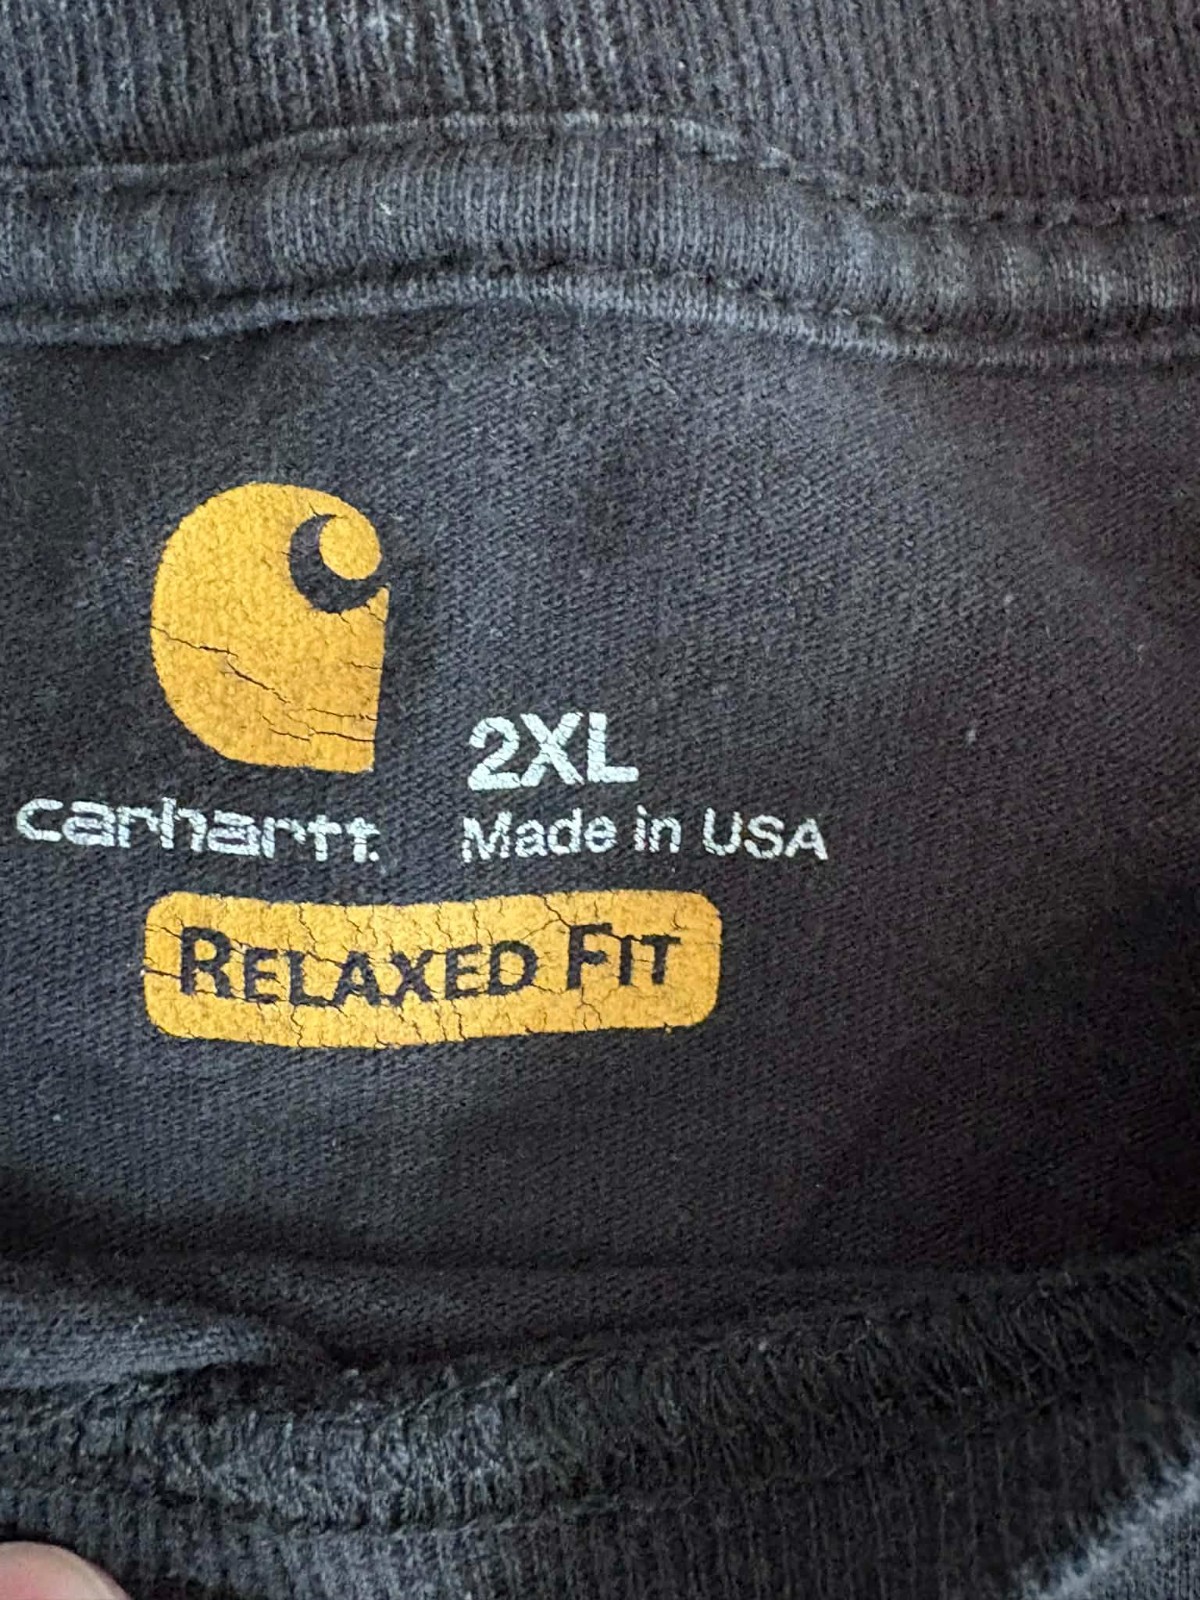 carhartt.
2XL
Made in USA
RELAXED FIT